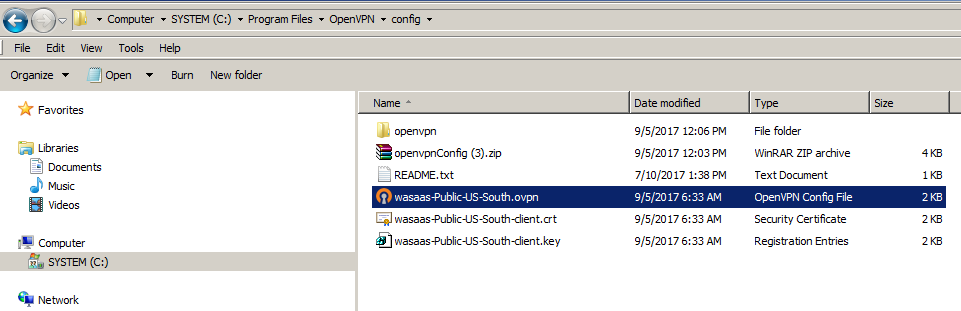 Computer SYSTEM (C:) Program Files OpenVPN config
File Edit View Tools Help
Organize Open Burn New folder
Favorites
Libraries
Documents
Music
Videos
Computer
SYSTEM (C:)
Network
Name Date modified Type Size
openvpn 9/5/2017 12:06 PM File folder
openvpnConfig (3).zip 9/5/2017 12:03 PM WinRAR ZIP archive 4 KB
README.txt 7/10/2017 1:38 PM Text Document 1 KB
wasaas-Public-US-South.ovpn 9/5/2017 6:33 AM OpenVPN Config File 2 KB
wasaas-Public-US-South-client.crt 9/5/2017 6:33 AM Security Certificate 2 KB
wasaas-Public-US-South-client.key 9/5/2017 6:33 AM Registration Entries 2 KB